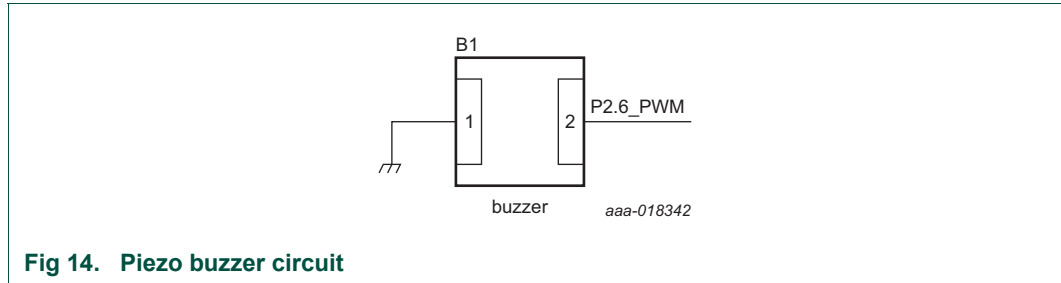 B1
1
2
P2.6_PWM
buzzer
aaa-018342
Fig 14. Piezo buzzer circuit